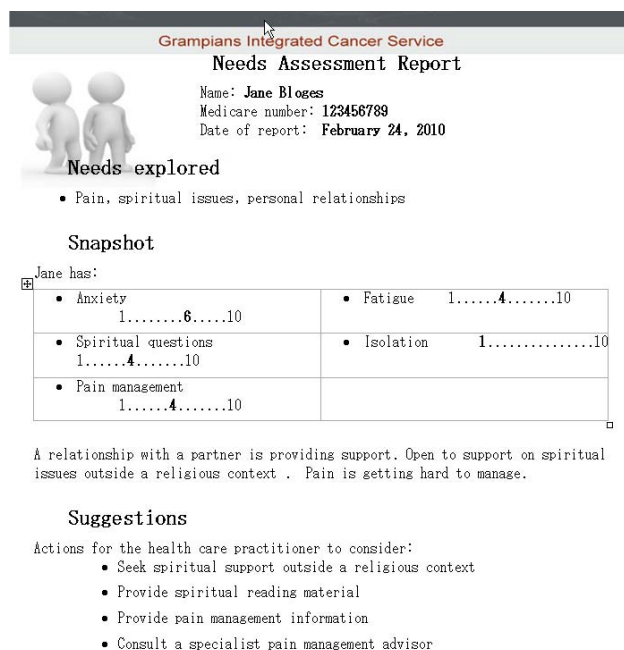 Grampians Integrated Cancer Service
Needs Assessment Report
Name: Jane Bloges
Medicare number: 123456789
Date of report: February 24, 2010
Needs explored
• Pain, spiritual issues, personal relationships
Snapshot
Jane has:
• Anxiety
1........6.....10
• Fatigue 1......4.......10
• Spiritual questions
1......4.......10
• Isolation 1...............10
• Pain management
1......4.......10
A relationship with a partner is providing support. Open to support on spiritual
issues outside a religious context . Pain is getting hard to manage.
Suggestions
Actions for the health care practitioner to consider:
• Seek spiritual support outside a religious context
• Provide spiritual reading material
• Provide pain management information
• Consult a specialist pain management advisor